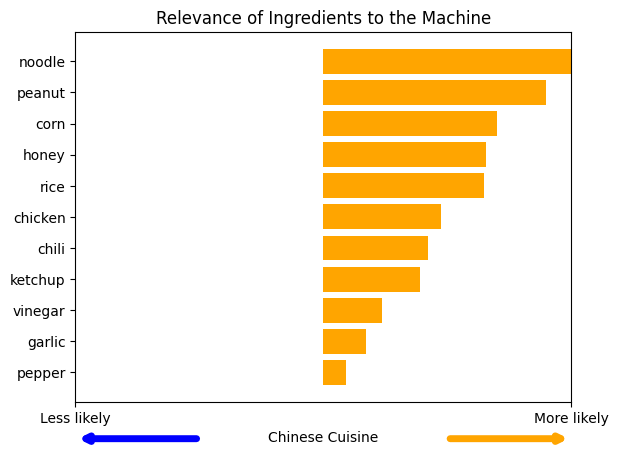 Relevance of Ingredients to the Machine
noodle
peanut
corn
honey
rice
chicken
chili
ketchup
vinegar
garlic
pepper
Less likely
More likely
Chinese Cuisine